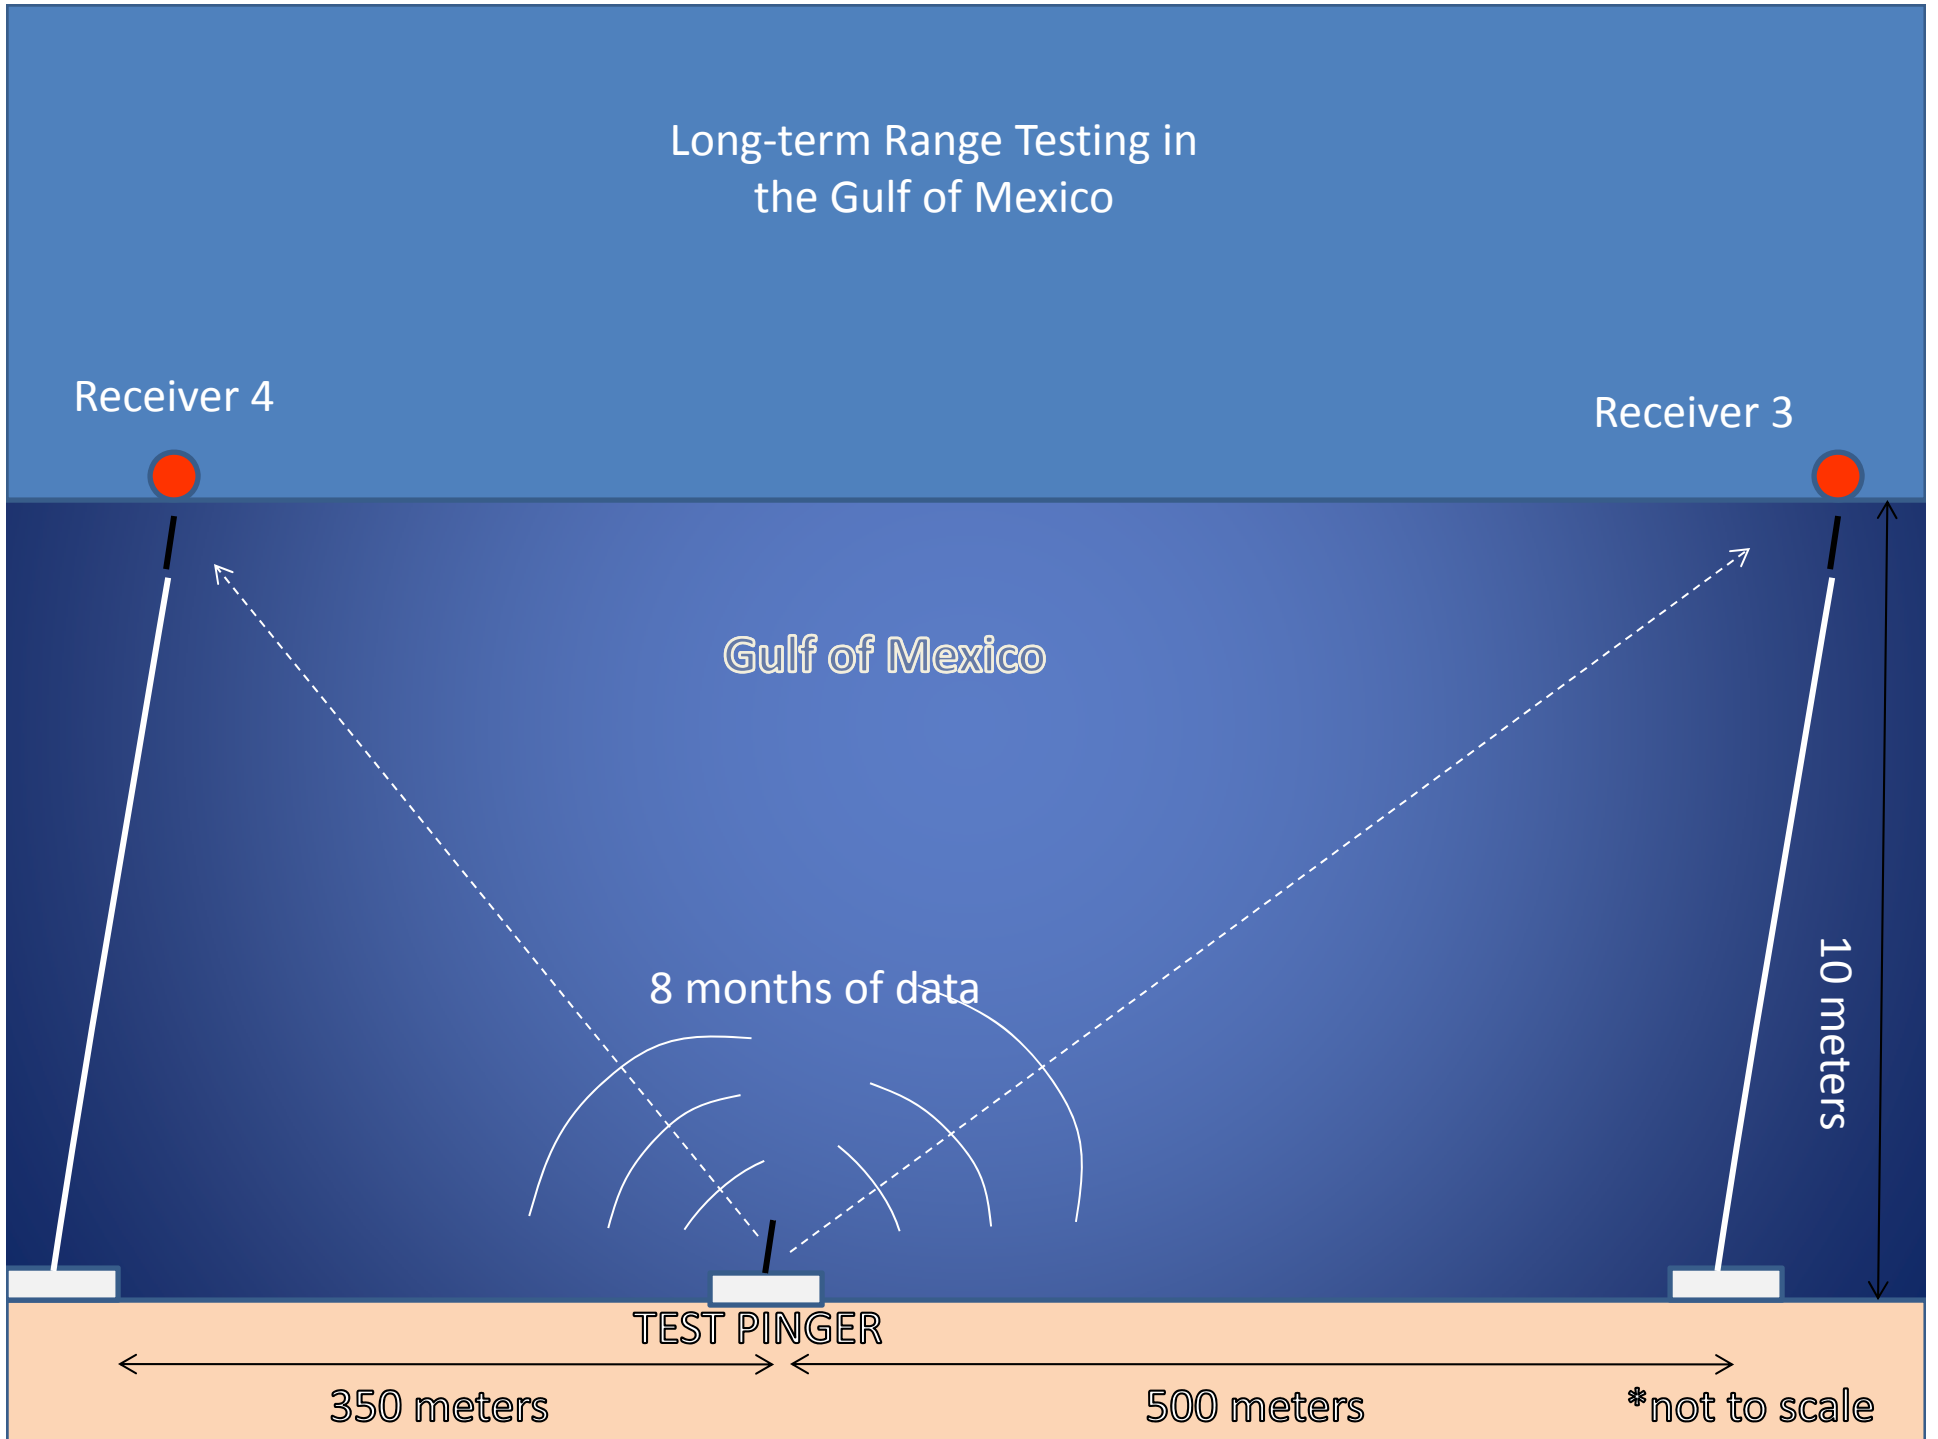 Long-term Range Testing in
the Gulf of Mexico
Receiver 4
Receiver 3
Gulf of Mexico
8 months of data
10 meters
TEST PINGER
350 meters
500 meters
*not to scale